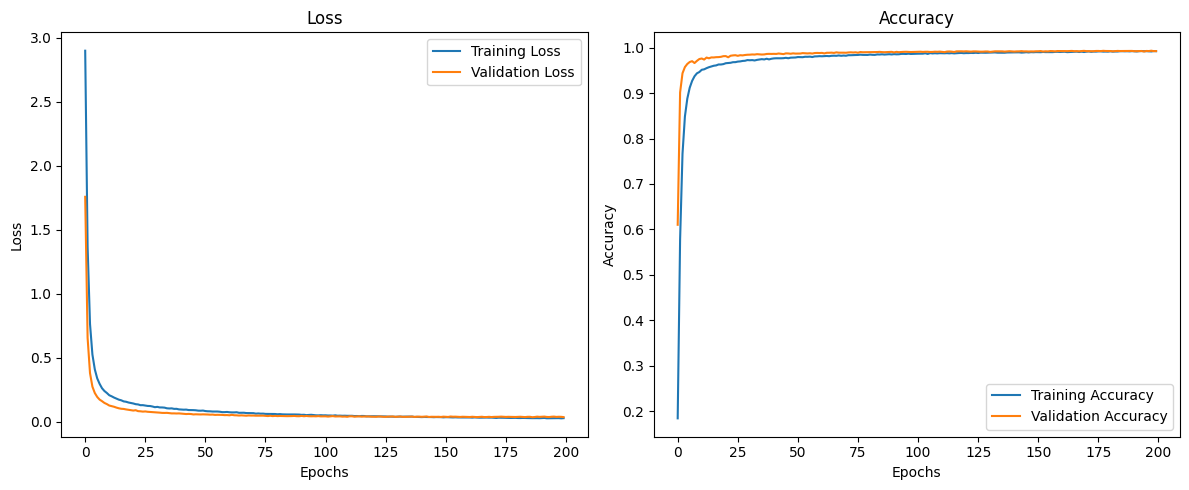 Loss
Training Loss
Validation Loss
3.0
2.5
2.0
1.5
1.0
0.5
0.0
Loss
0 25 50 75 100 125 150 175 200
Epochs
Accuracy
1.0
0.9
0.8
0.7
0.6
0.5
0.4
0.3
0.2
Accuracy
Training Accuracy
Validation Accuracy
0 25 50 75 100 125 150 175 200
Epochs